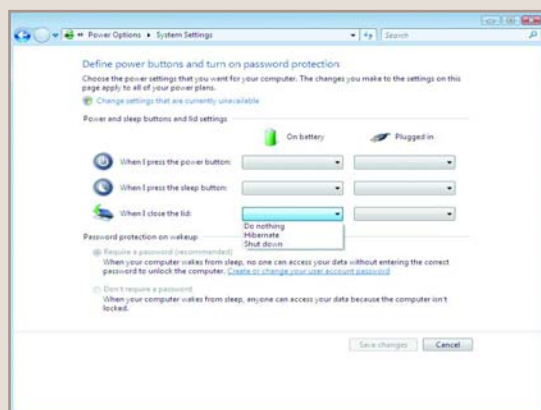 Power Options ▸ System Settings
Search
Define power buttons and turn on password protection
Choose the power settings that you want for your computer. The changes you make to the settings on this
page apply to all of your power plans.
Change settings that are currently unavailable
Power and sleep buttons and lid settings
On battery
Plugged in
When I press the power button:
When I press the sleep button:
When I close the lid:
Do nothing
Hibernate
Shut down
Password protection on wakeup
Require a password (recommended)
When your computer wakes from sleep, no one can access your data without entering the correct
password to unlock the computer. Create or change your user account password
Don't require a password
When your computer wakes from sleep, anyone can access your data because the computer isn't
locked.
Save changes
Cancel